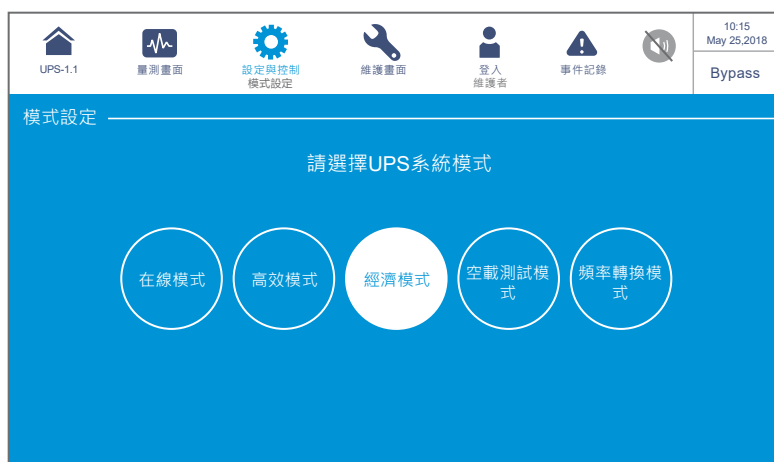 UPS-1.1
量測畫面
設定與控制
模式設定
維護畫面
登入
維護者
事件記錄
10:15
May 25,2018
Bypass
模式設定
請選擇UPS系統模式
在線模式
高效模式
經濟模式
空載測試模
式
頻率轉換模
式